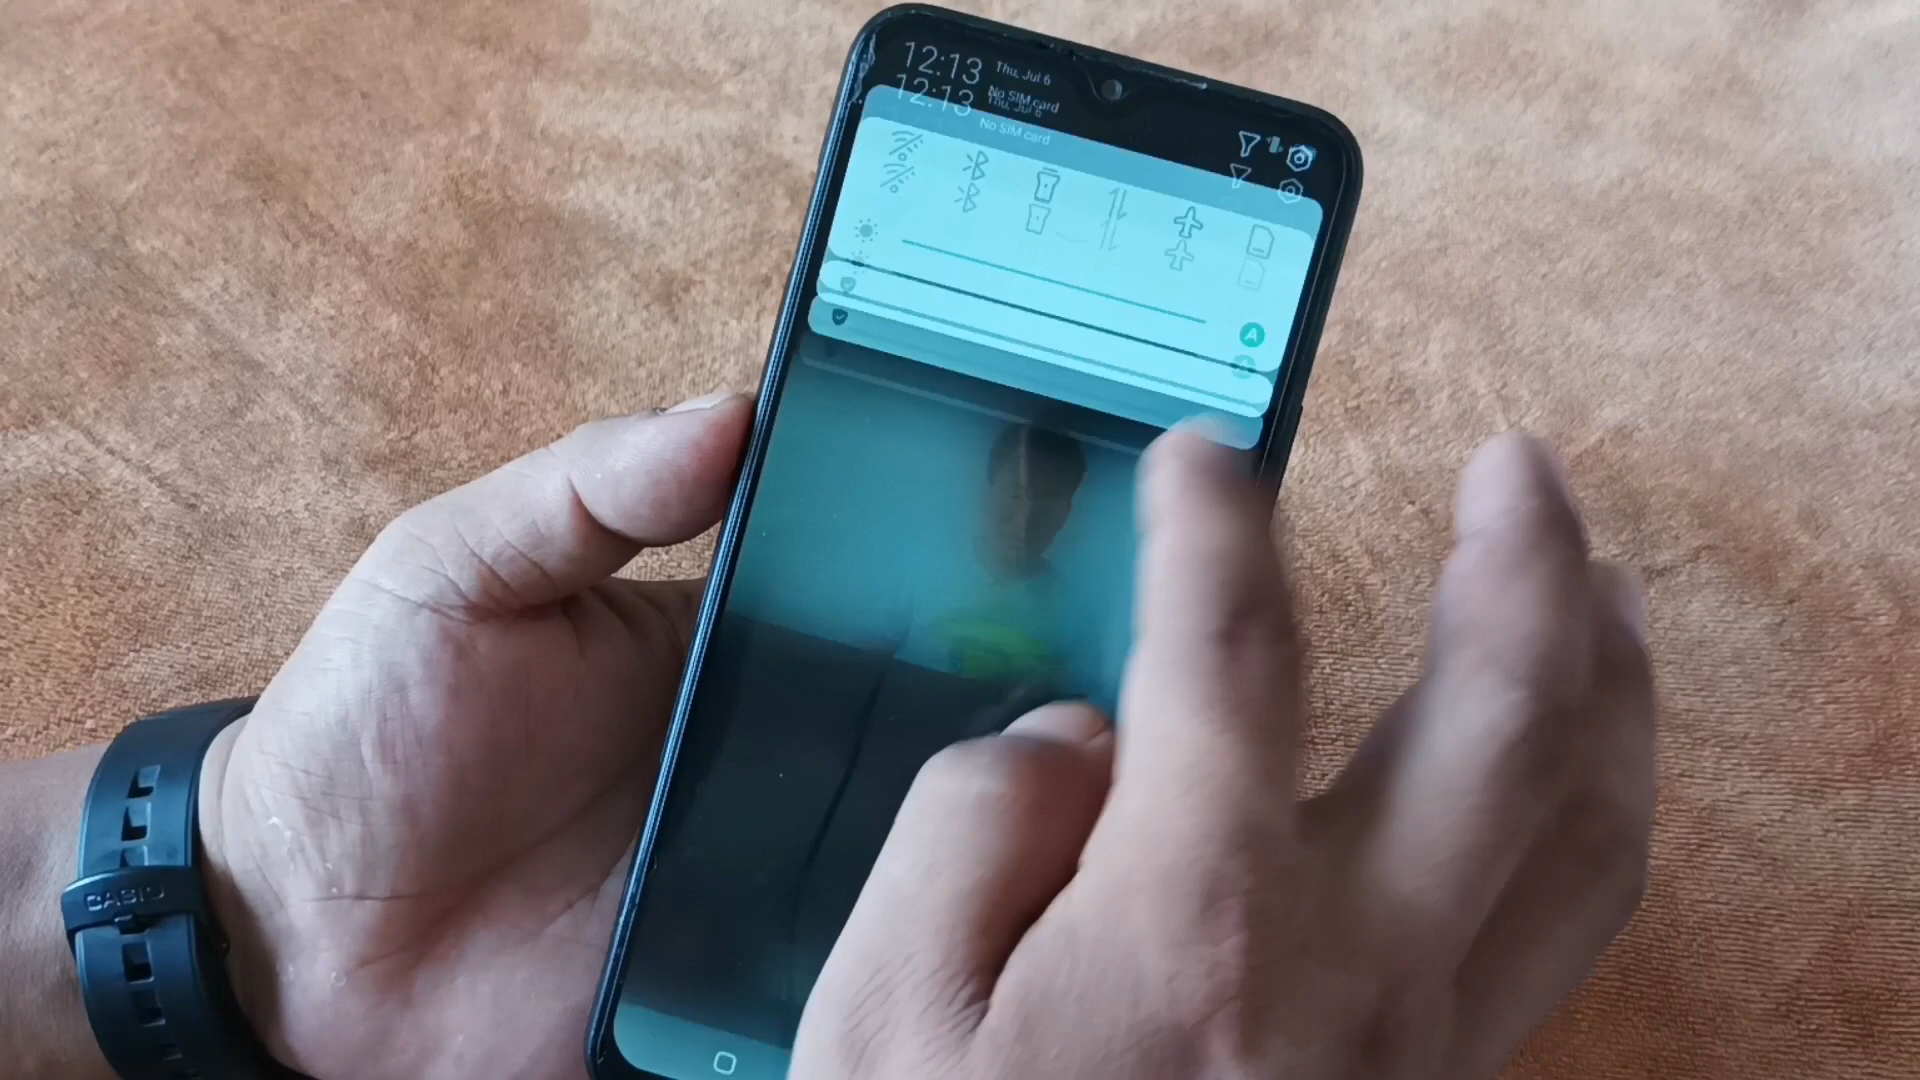 12:13 Thu, Jul 6
No SIM card
12:13 Thu, Jul 6
No SIM card
A
CASIO